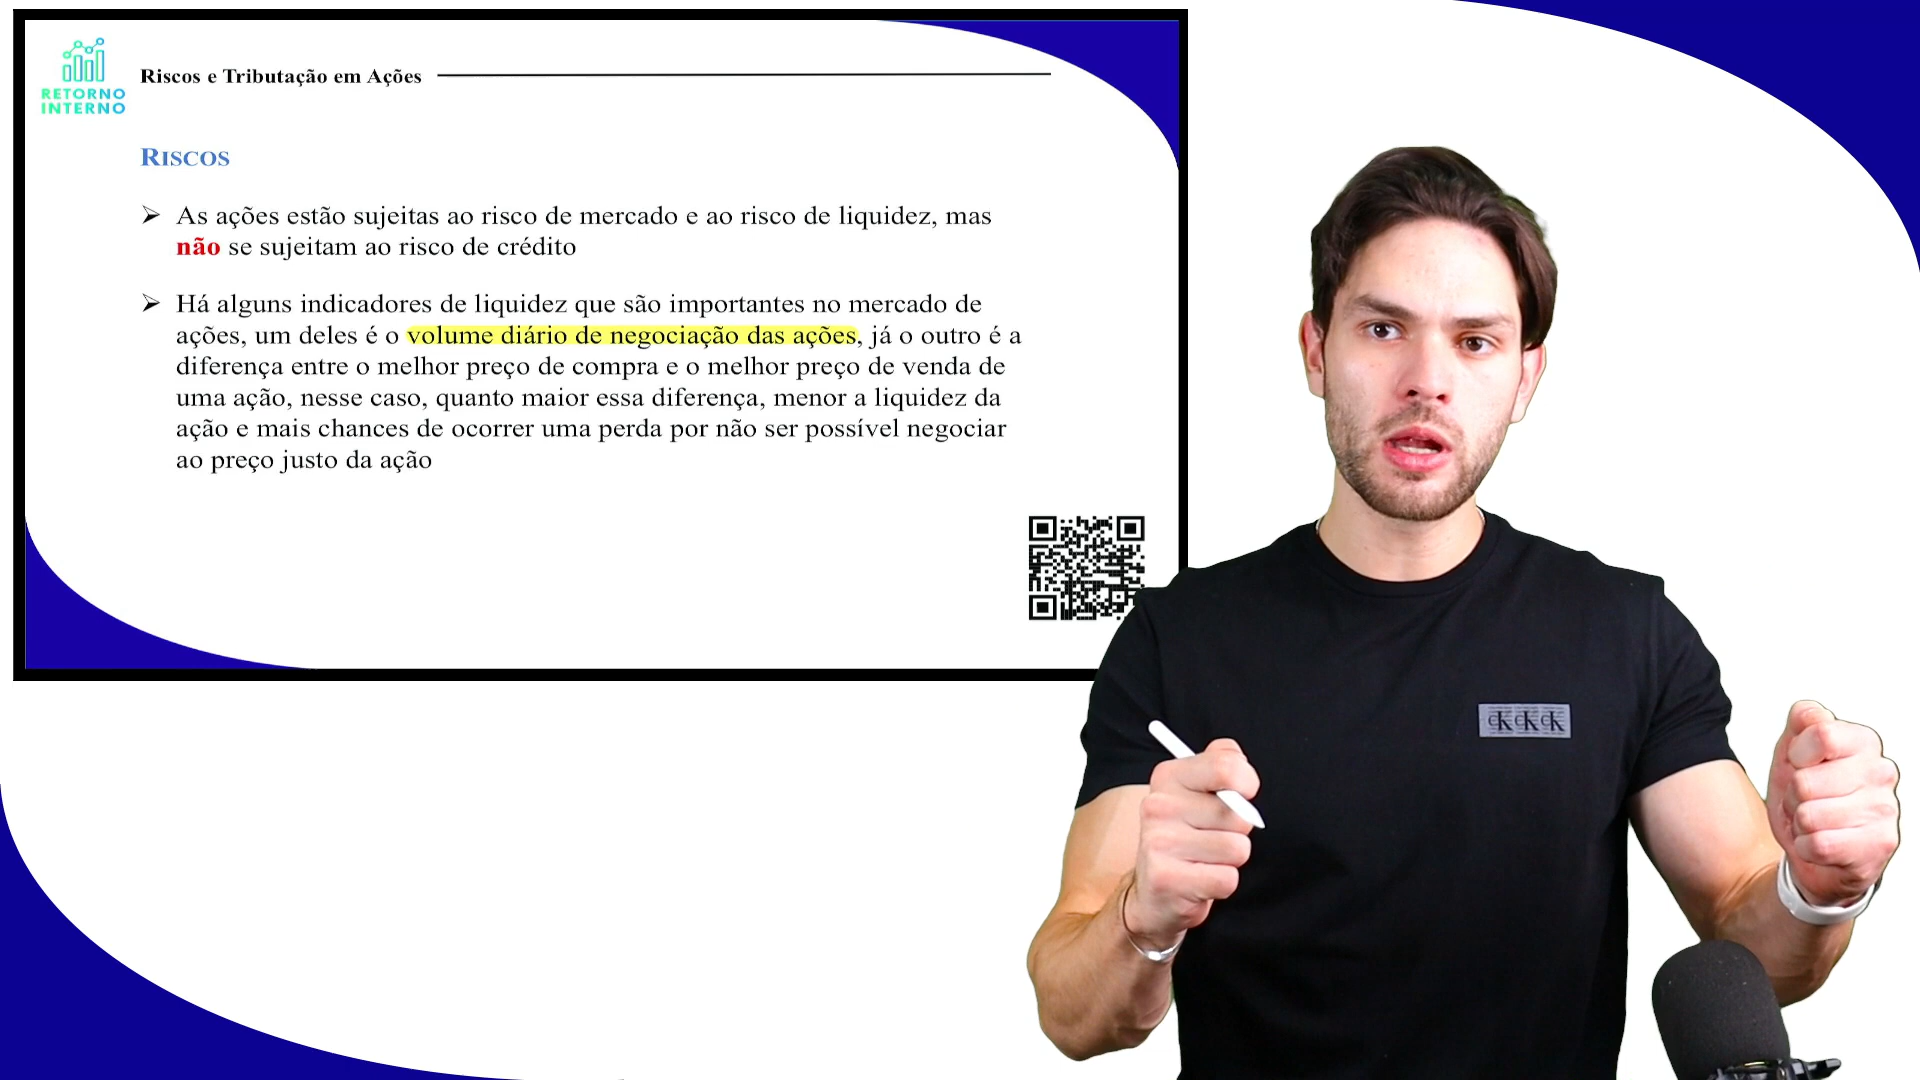 RETORNO
INTERNO
Riscos e Tributação em Ações
RISCOS
➢ As ações estão sujeitas ao risco de mercado e ao risco de liquidez, mas
não se sujeitam ao risco de crédito
➢ Há alguns indicadores de liquidez que são importantes no mercado de
ações, um deles é o volume diário de negociação das ações, já o outro é a
diferença entre o melhor preço de compra e o melhor preço de venda de
uma ação, nesse caso, quanto maior essa diferença, menor a liquidez da
ação e mais chances de ocorrer uma perda por não ser possível negociar
ao preço justo da ação
cK cK cK